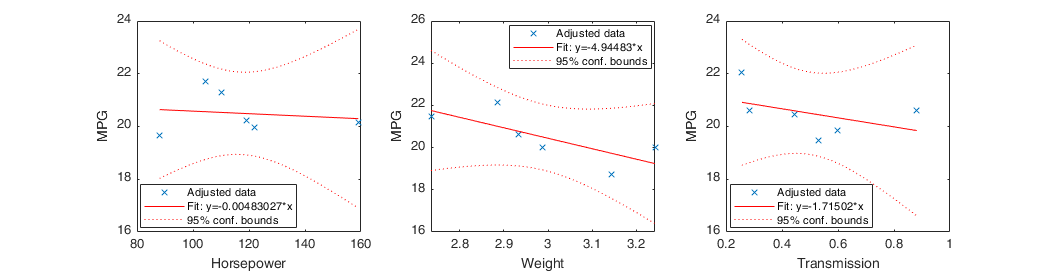 24
22
20
18
16
MPG
Adjusted data
Fit: y=-0.00483027*x
95% conf. bounds
80 100 120 140 160
Horsepower
26
24
22
20
18
16
MPG
Adjusted data
Fit: y=-4.94483*x
95% conf. bounds
2.8 2.9 3 3.1 3.2
Weight
24
22
20
18
16
MPG
Adjusted data
Fit: y=-1.71502*x
95% conf. bounds
0.2 0.4 0.6 0.8 1
Transmission